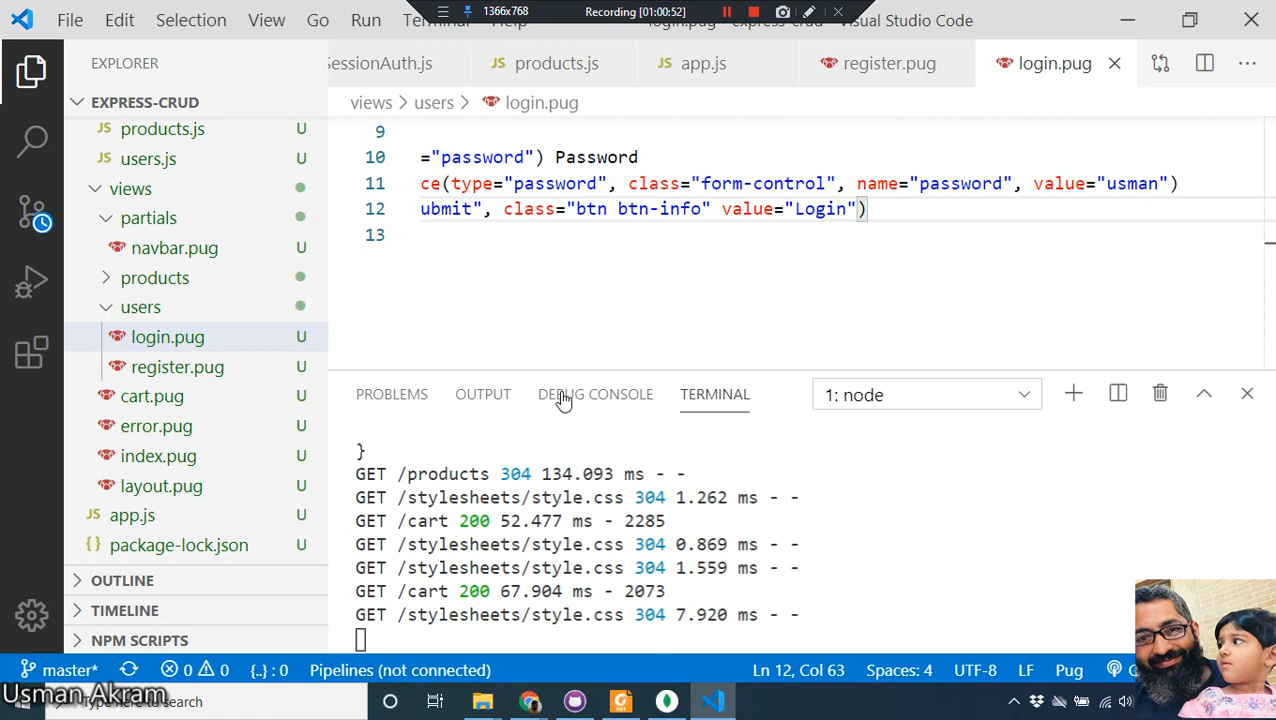 File Edit Selection View Go Run Terminal 1366x768 Recording [01:00:52] Visual Studio Code
EXPLORER
SessionAuth.js products.js app.js register.pug login.pug
EXPRESS-CRUD
views > users > login.pug
products.js U
users.js U
views
partials
navbar.pug U
products
users
login.pug U
register.pug U
cart.pug U
error.pug U
index.pug U
layout.pug U
app.js U
package-lock.json U
OUTLINE
TIMELINE
NPM SCRIPTS
9
10 ="password") Password
11 ce(type="password", class="form-control", name="password", value="usman")
12 ubmit", class="btn btn-info" value="Login")
13
PROBLEMS OUTPUT DEBUG CONSOLE TERMINAL 1: node
}
GET /products 304 134.093 ms - -
GET /stylesheets/style.css 304 1.262 ms - -
GET /cart 200 52.477 ms - 2285
GET /stylesheets/style.css 304 0.869 ms - -
GET /stylesheets/style.css 304 1.559 ms - -
GET /cart 200 67.904 ms - 2073
GET /stylesheets/style.css 304 7.920 ms - -
master* 0 0 {..} : 0 Pipelines (not connected) Ln 12, Col 63 Spaces: 4 UTF-8 LF Pug
Usman Akram
here to search